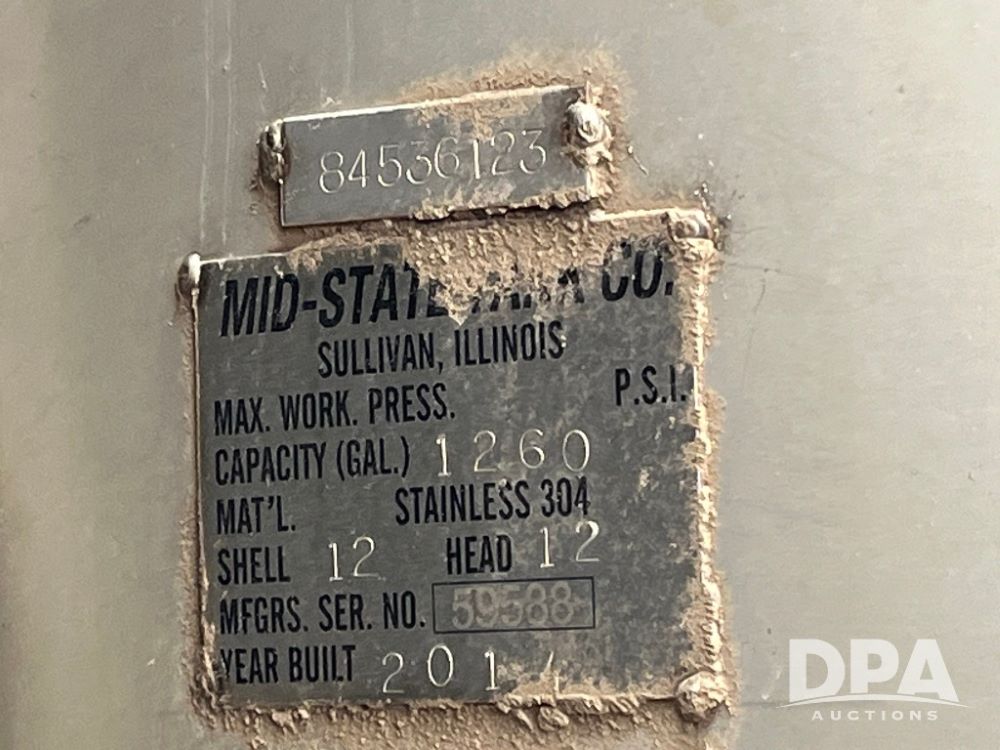 84536123
MID-STATE TANK CO.
SULLIVAN, ILLINOIS
MAX. WORK. PRESS. P.S.I.
CAPACITY (GAL.) 1260
MAT'L. STAINLESS 304
SHELL 12 HEAD 12
MFGRS. SER. NO. 59588
YEAR BUILT
DPA
AUCTIONS